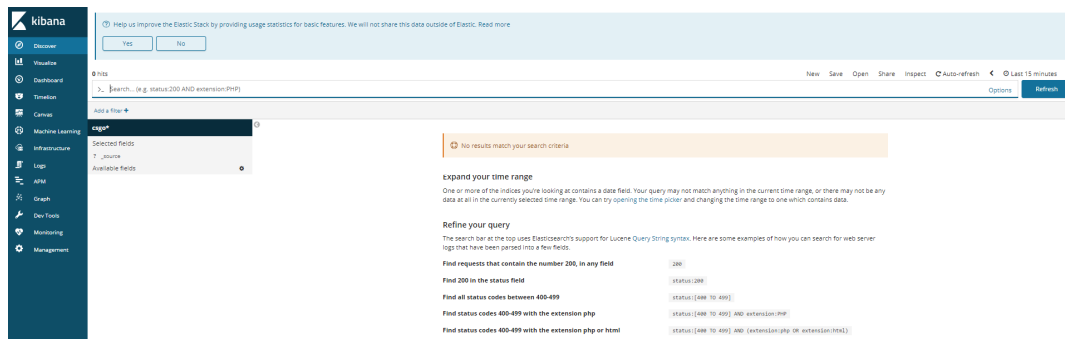 kibana
Discover
Visualize
Dashboard
Timelion
Canvas
Machine Learning
Infrastructure
Logs
APM
Graph
Dev Tools
Monitoring
Management
Help us improve the Elastic Stack by providing usage statistics for basic features. We will not share this data outside of Elastic. Read more
Yes No
0 hits New Save Open Share Inspect Auto-refresh Last 15 minutes
>_ Search... (e.g. status:200 AND extension:PHP) Options Refresh
Add a filter +
csgo*
Selected fields
? _source
Available fields
No results match your search criteria
Expand your time range
One or more of the indices you're looking at contains a date field. Your query may not match anything in the current time range, or there may not be any
data at all in the currently selected time range. You can try opening the time picker and changing the time range to one which contains data.
Refine your query
The search bar at the top uses Elasticsearch's support for Lucene Query String syntax. Here are some examples of how you can search for web server
logs that have been parsed into a few fields.
Find requests that contain the number 200, in any field 200
Find 200 in the status field status:200
Find all status codes between 400-499 status:[400 TO 499]
Find status codes 400-499 with the extension php status:[400 TO 499] AND extension:PHP
Find status codes 400-499 with the extension php or html status:[400 TO 499] AND (extension:php OR extension:html)